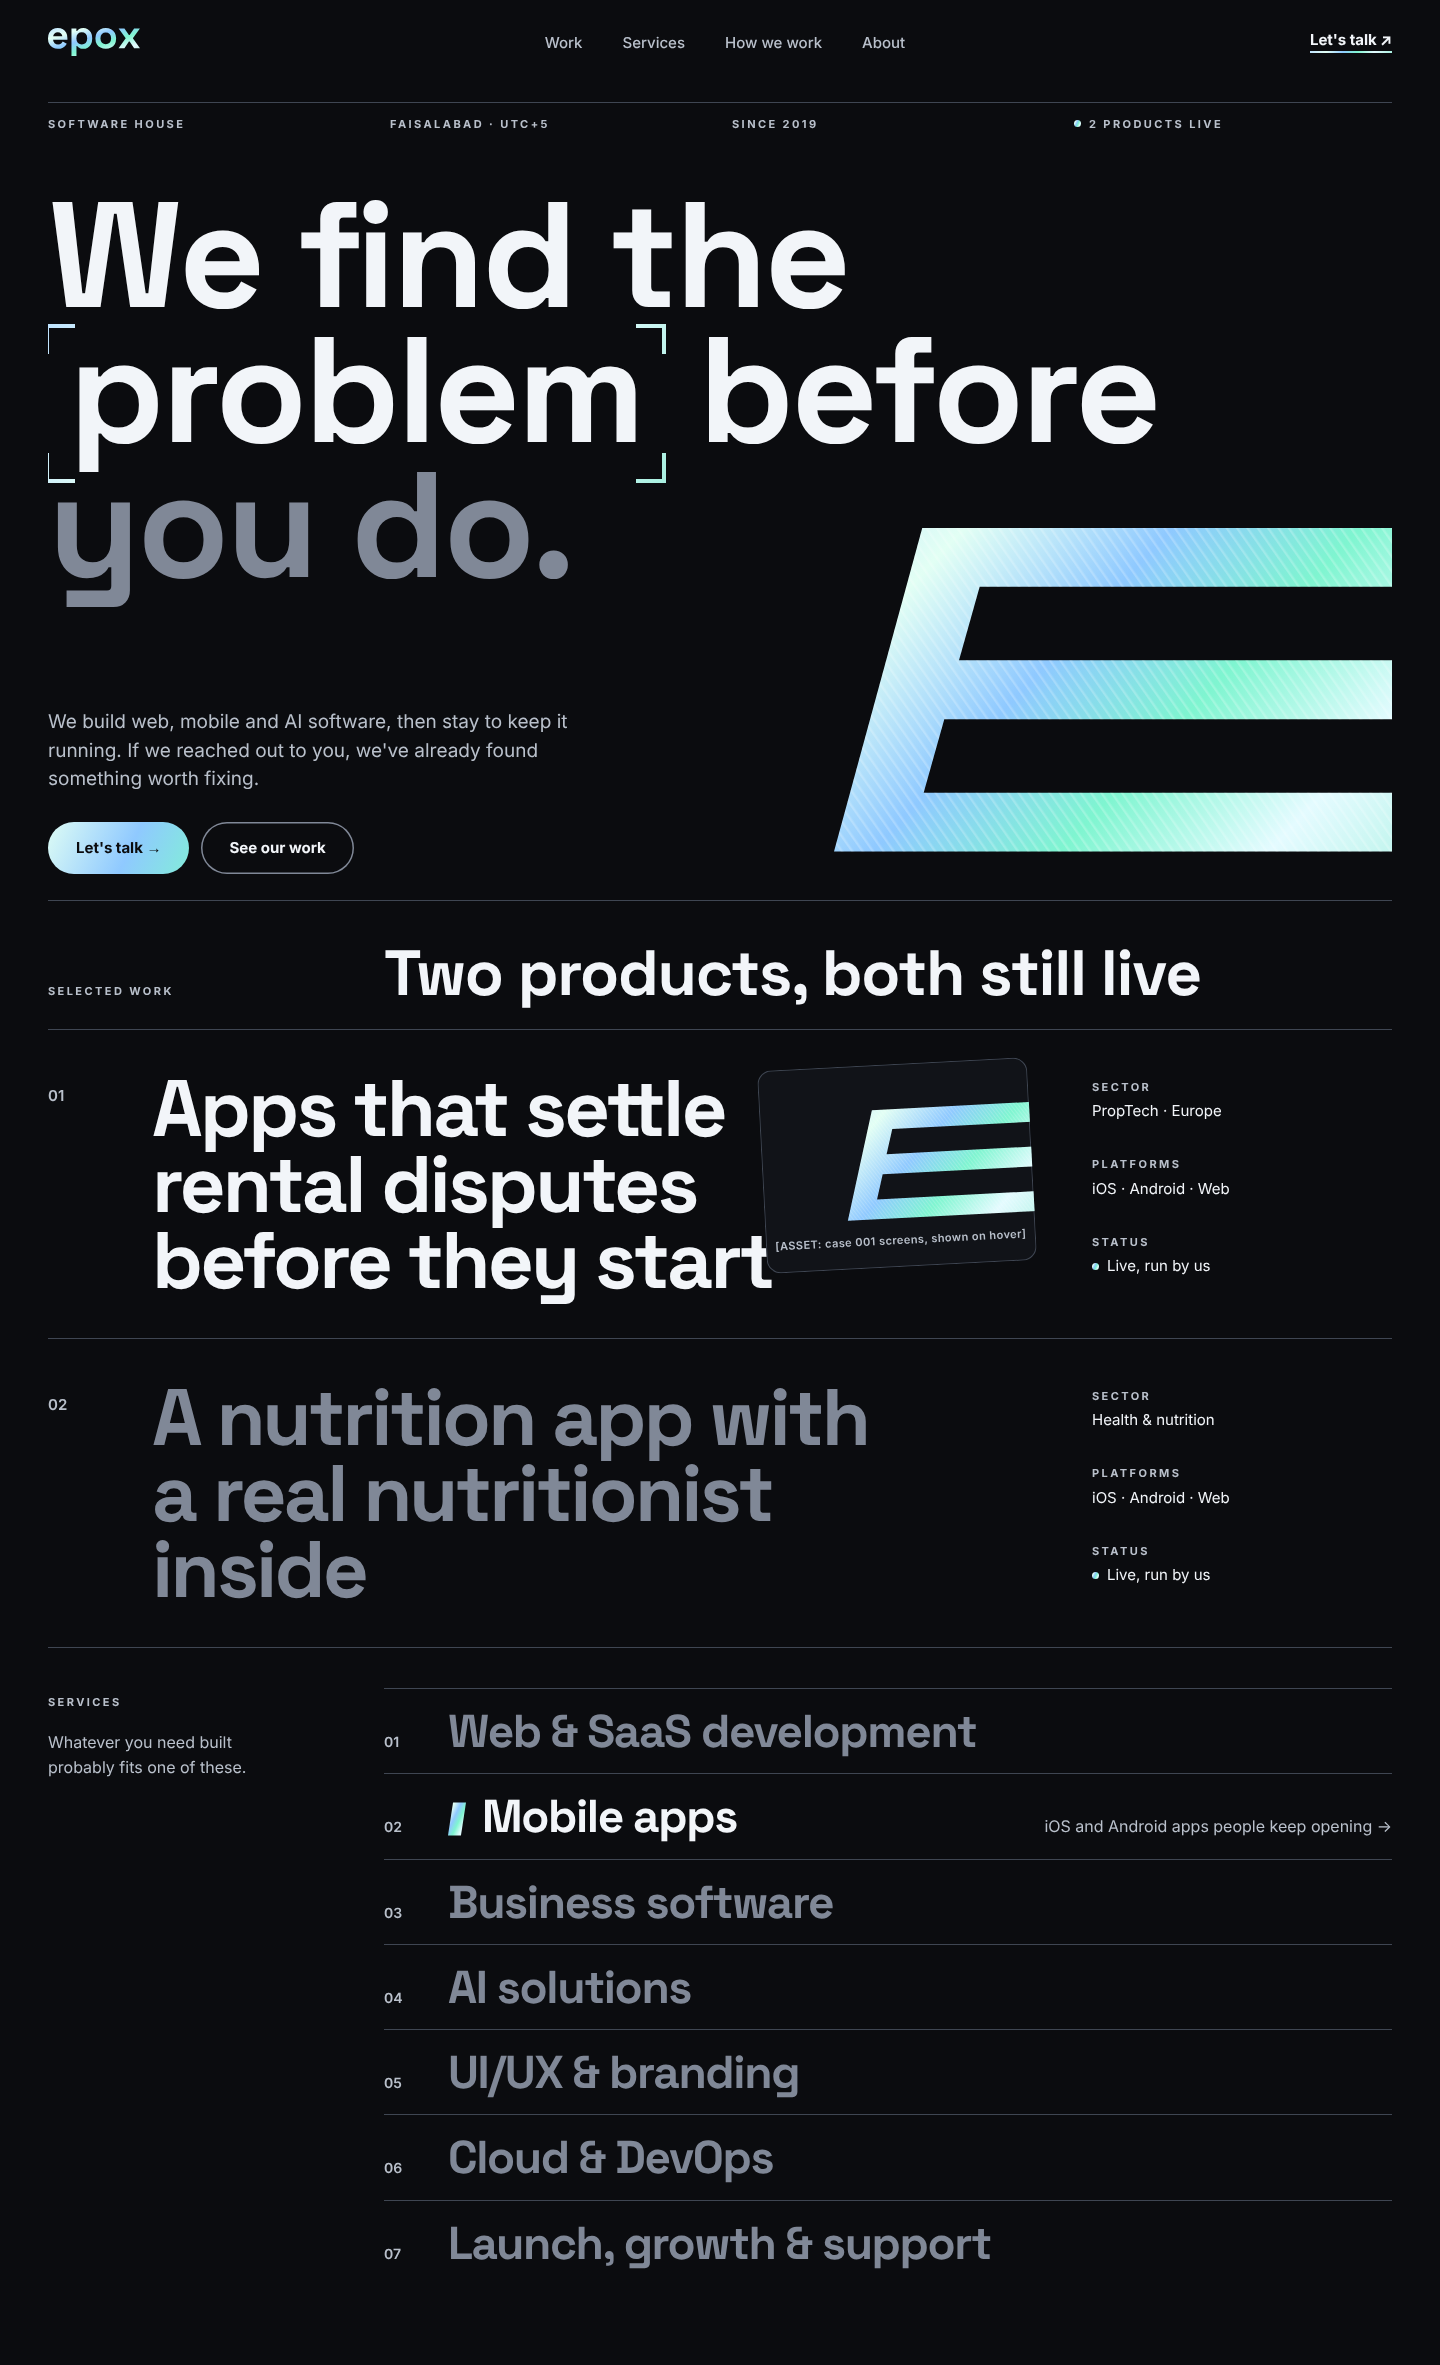 epox
Work
Services
How we work
About
Let's talk ↗
SOFTWARE HOUSE
FAISALABAD · UTC+5
SINCE 2019
2 PRODUCTS LIVE
We find the
problem before
you do.
We build web, mobile and AI software, then stay to keep it
running. If we reached out to you, we've already found
something worth fixing.
Let's talk →
See our work
SELECTED WORK
Two products, both still live
01
Apps that settle
rental disputes
before they start
[ASSET: case 001 screens, shown on hover]
SECTOR
PropTech · Europe
PLATFORMS
iOS · Android · Web
STATUS
Live, run by us
02
A nutrition app with
a real nutritionist
inside
SECTOR
Health & nutrition
PLATFORMS
iOS · Android · Web
STATUS
Live, run by us
SERVICES
Whatever you need built
probably fits one of these.
01
Web & SaaS development
02
Mobile apps
iOS and Android apps people keep opening →
03
Business software
04
AI solutions
05
UI/UX & branding
06
Cloud & DevOps
07
Launch, growth & support